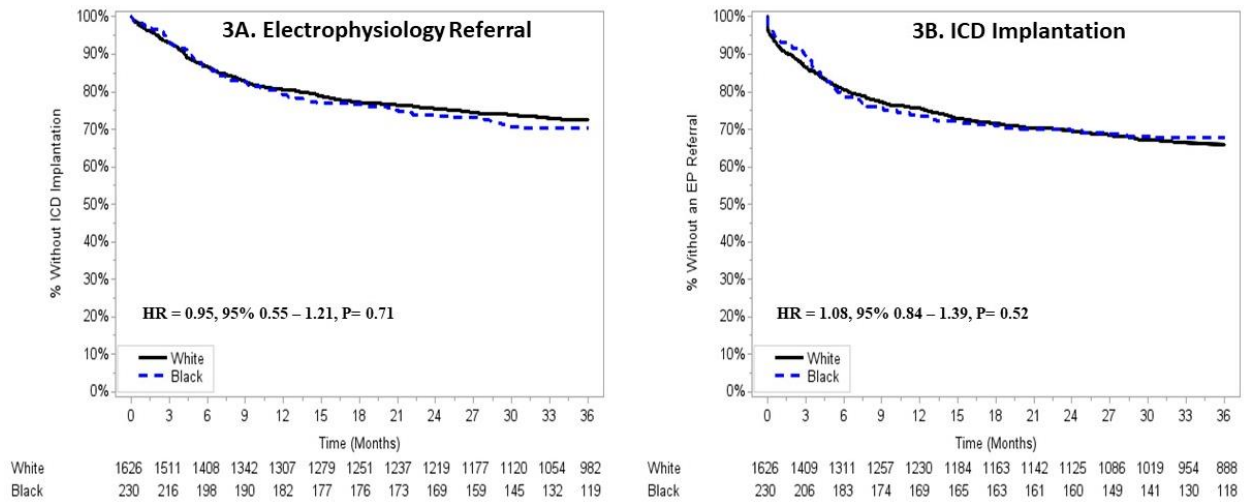 3A. Electrophysiology Referral
% Without ICD Implantation
100%
90%
80%
70%
60%
50%
40%
30%
20%
10%
0%
HR = 0.95, 95% 0.55 – 1.21, P= 0.71
White
Black
0 3 6 9 12 15 18 21 24 27 30 33 36
Time (Months)
White 1626 1511 1408 1342 1307 1279 1251 1237 1219 1177 1120 1054 982
Black 230 216 198 190 182 177 176 173 169 159 145 132 119
3B. ICD Implantation
% Without an EP Referral
100%
90%
80%
70%
60%
50%
40%
30%
20%
10%
0%
HR = 1.08, 95% 0.84 – 1.39, P= 0.52
White
Black
0 3 6 9 12 15 18 21 24 27 30 33 36
Time (Months)
White 1626 1409 1311 1257 1230 1184 1163 1142 1125 1086 1019 954 888
Black 230 206 183 174 169 165 163 161 160 149 141 130 118